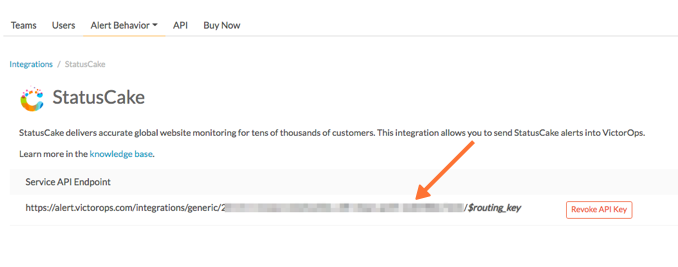 Teams Users Alert Behavior API Buy Now
Integrations / StatusCake
StatusCake
StatusCake delivers accurate global website monitoring for tens of thousands of customers. This integration allows you to send StatusCake alerts into VictorOps.
Learn more in the knowledge base.
Service API Endpoint
https://alert.victorops.com/integrations/generic/2 /$routing_key Revoke API Key